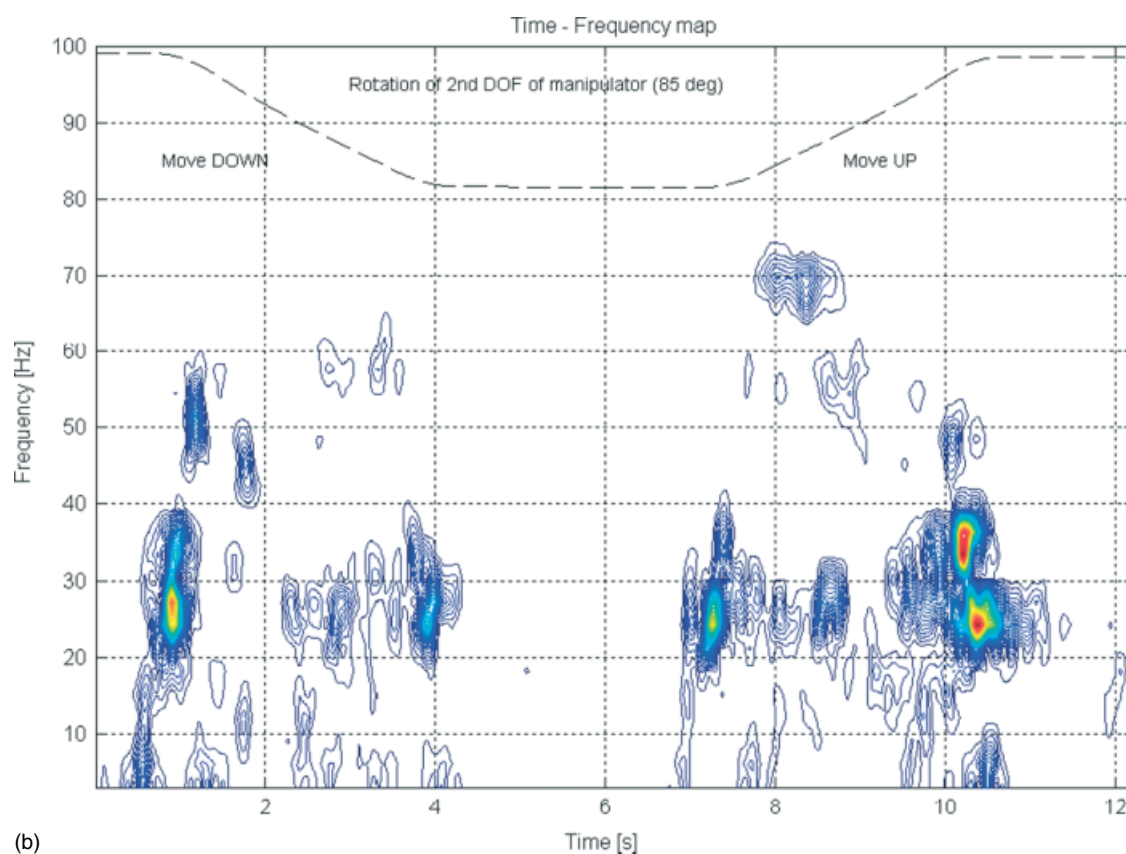 Time - Frequency map
100
90
80
70
60
50
40
30
20
10
Frequency [Hz]
Rotation of 2nd DOF of manipulator (85 deg)
Move DOWN
Move UP
2 4 6 8 10 12
Time [s]
(b)